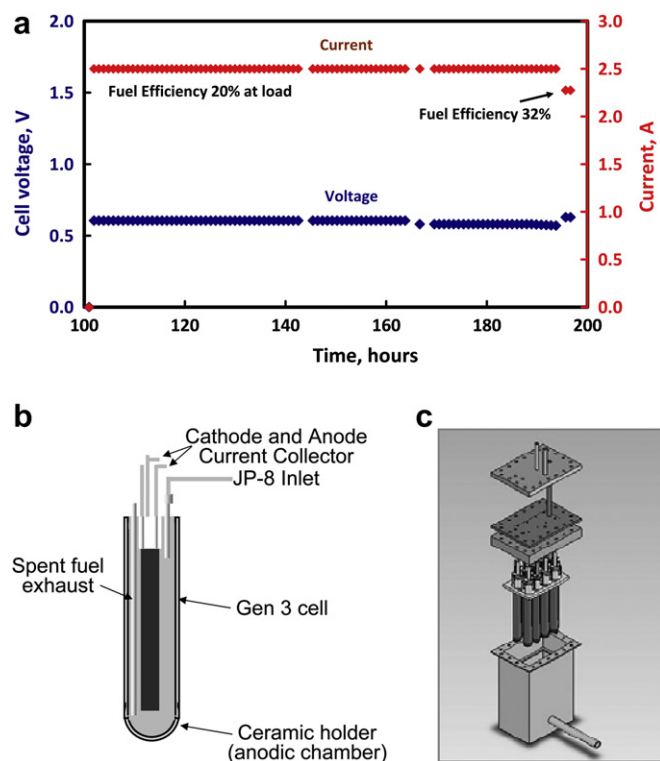 a
2.0
1.5
1.0
0.5
0.0
Cell voltage, V
Current
Fuel Efficiency 20% at load
Fuel Efficiency 32%
Voltage
3.0
2.5
2.0
1.5
1.0
0.5
0.0
Current, A
100
120
140
160
180
200
Time, hours
b
Cathode and Anode
Current Collector
JP-8 Inlet
Spent fuel
exhaust
Gen 3 cell
Ceramic holder
(anodic chamber)
c